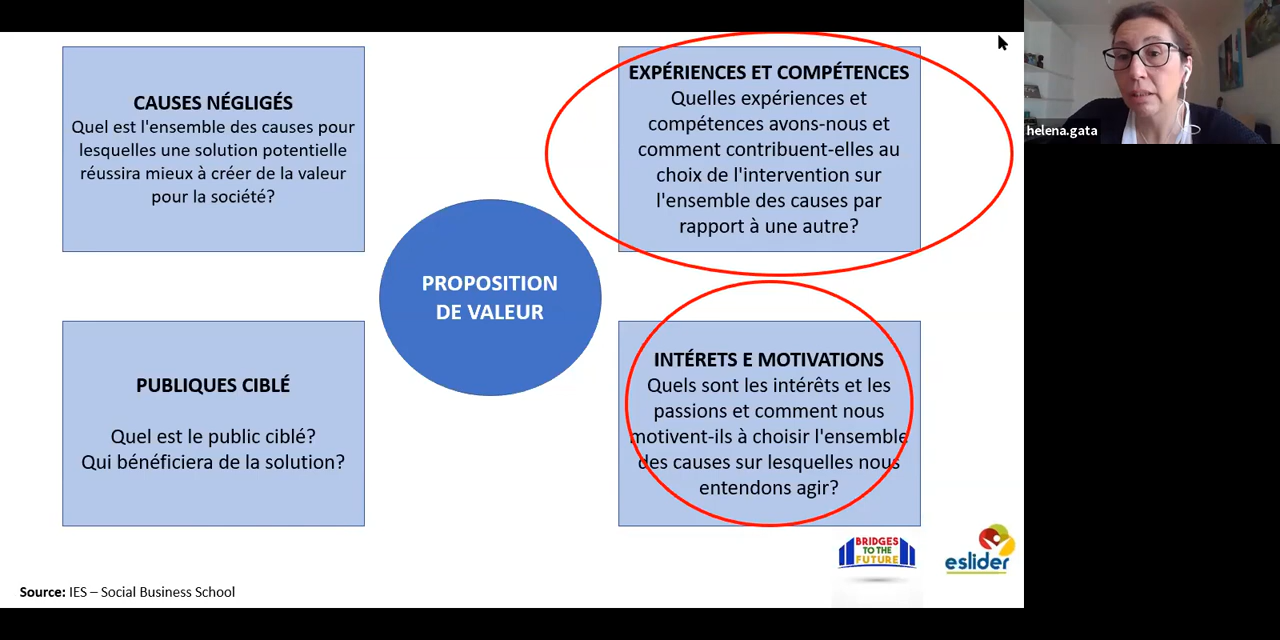 CAUSES NÉGLIGÉS
Quel est l'ensemble des causes pour
lesquelles une solution potentielle
réussira mieux à créer de la valeur
pour la société?
EXPÉRIENCES ET COMPÉTENCES
Quelles expériences et
compétences avons-nous et
comment contribuent-elles au
choix de l'intervention sur
l'ensemble des causes par
rapport à une autre?
helena.gata
PROPOSITION
DE VALEUR
PUBLIQUES CIBLÉ
Quel est le public ciblé?
Qui bénéficiera de la solution?
INTÉRETS E MOTIVATIONS
Quels sont les intérêts et les
passions et comment nous
motivent-ils à choisir l'ensemble
des causes sur lesquelles nous
entendons agir?
BRIDGES
TO THE
FUTURE
eslider
Source: IES – Social Business School